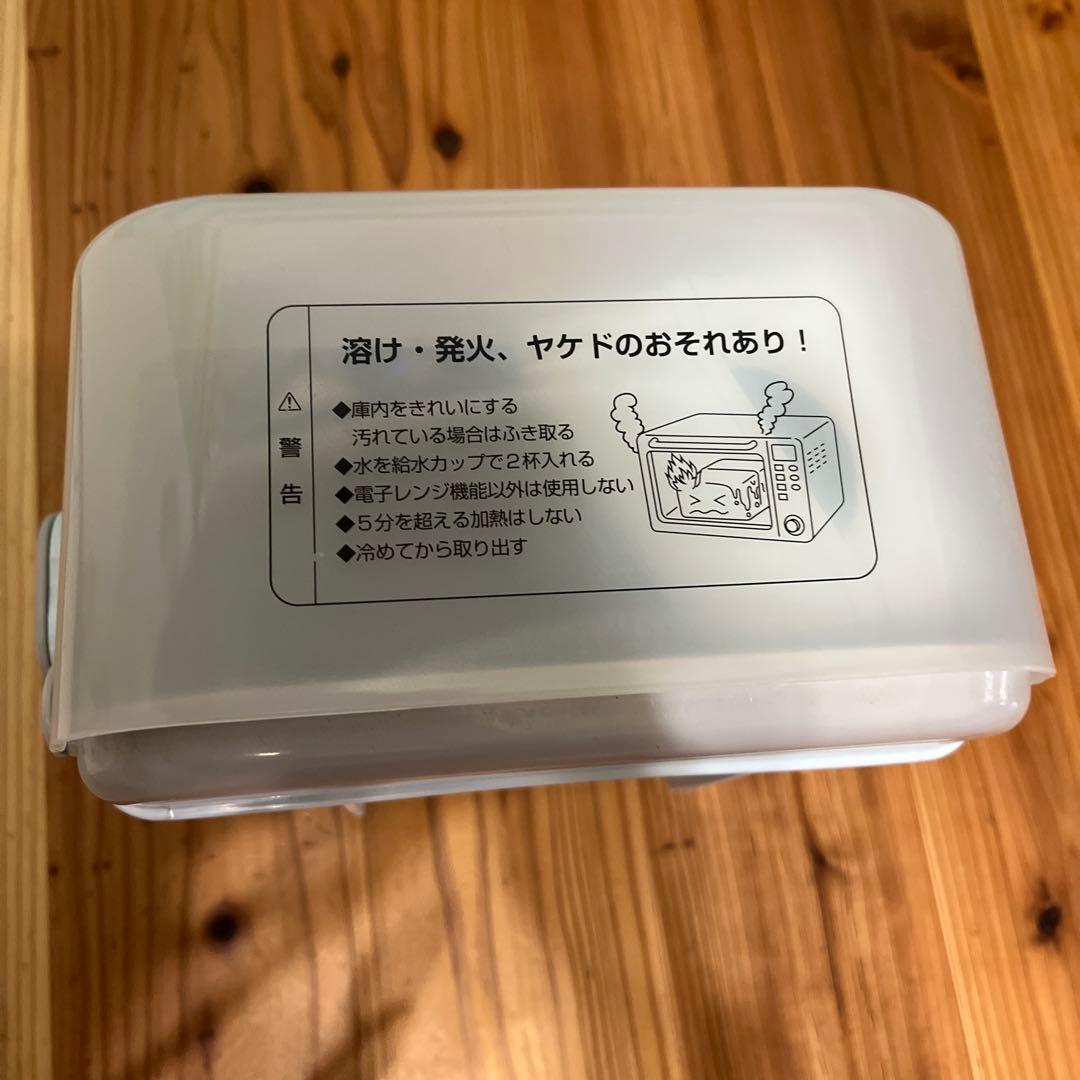 溶け・発火、ヤケドのおそれあり！
⚠警告
◆庫内をきれいにする
汚れている場合はふき取る
◆水を給水カップで2杯入れる
◆電子レンジ機能以外は使用しない
◆5分を超える加熱はしない
◆冷めてから取り出す